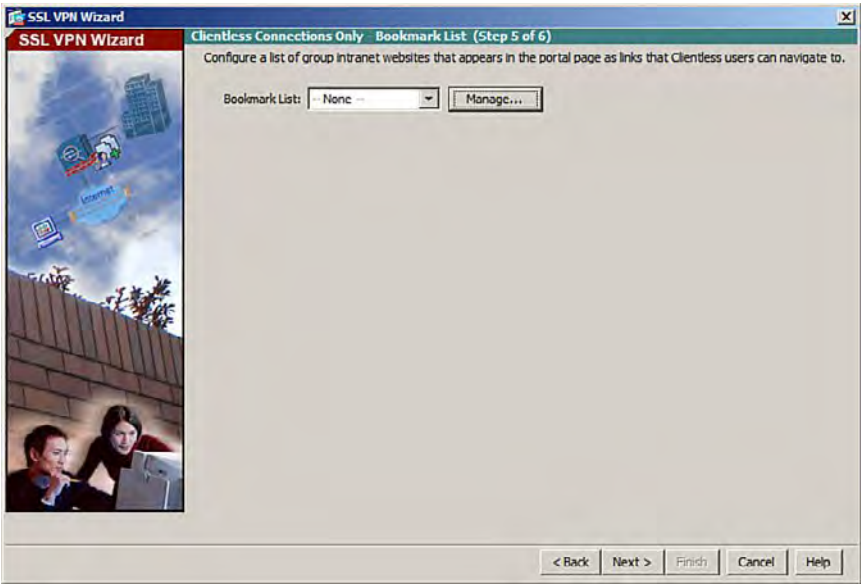 SSL VPN Wizard
SSL VPN Wizard
Clientless Connections Only - Bookmark List (Step 5 of 6)
Configure a list of group intranet websites that appears in the portal page as links that Clientless users can navigate to.
Bookmark List: -- None -- Manage...
Internet
< Back Next > Finish Cancel Help